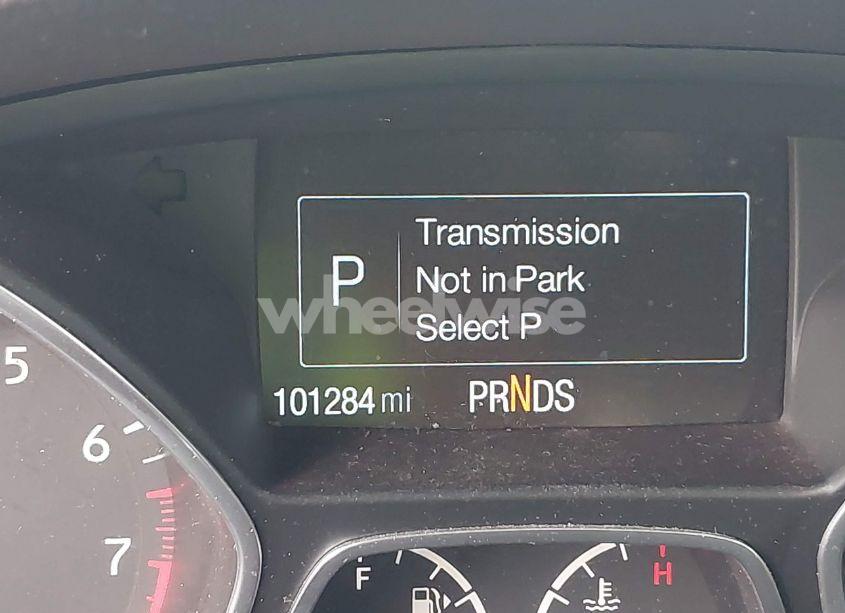 Transmission
P
Not in Park
Select P
wheelwise
101284 mi PRNDS
5
6
7
F
H